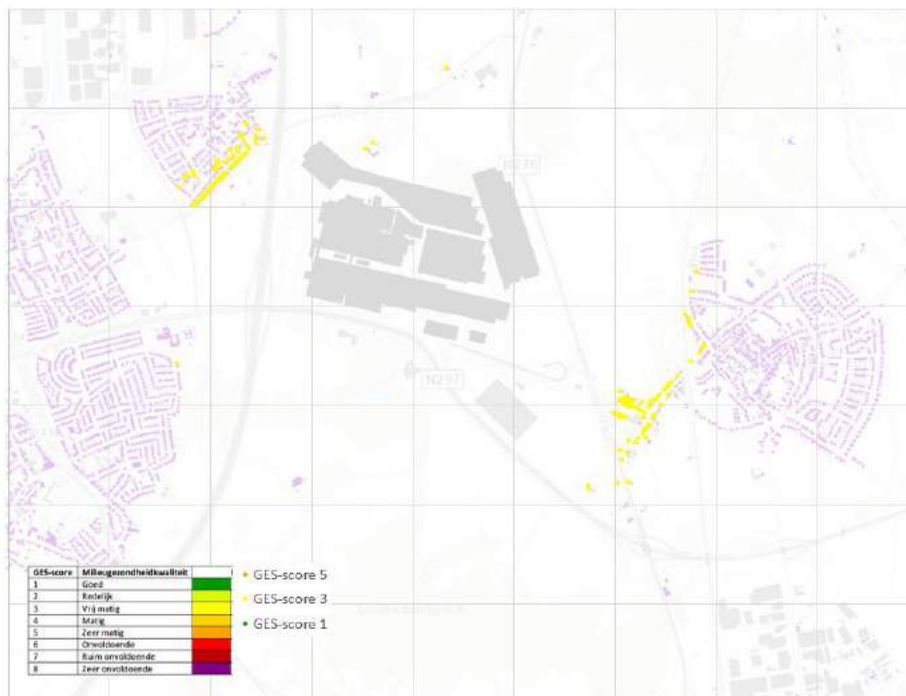 N276
N297
GES-score Milieugezondheidkwaliteit
1 Goed
2 Redelijk
3 Vrij matig
4 Matig
5 Zeer matig
6 Onvoldoende
7 Ruim onvoldoende
8 Zeer onvoldoende
GES-score 5
GES-score 3
GES-score 1